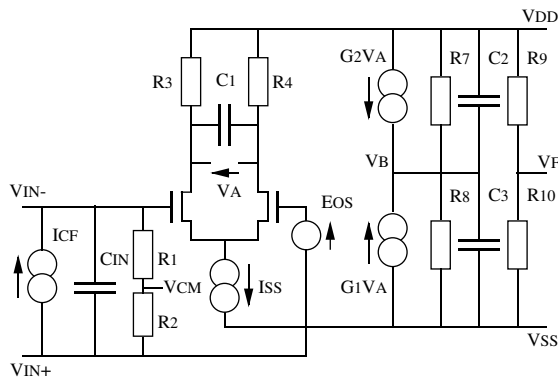 VDD
R3
C1
R4
G2VA
R7
C2
R9
VB
VF
VA
VIN-
EOS
R8
C3
R10
ICF
CIN
R1
VCM
ISS
G1VA
R2
VSS
VIN+